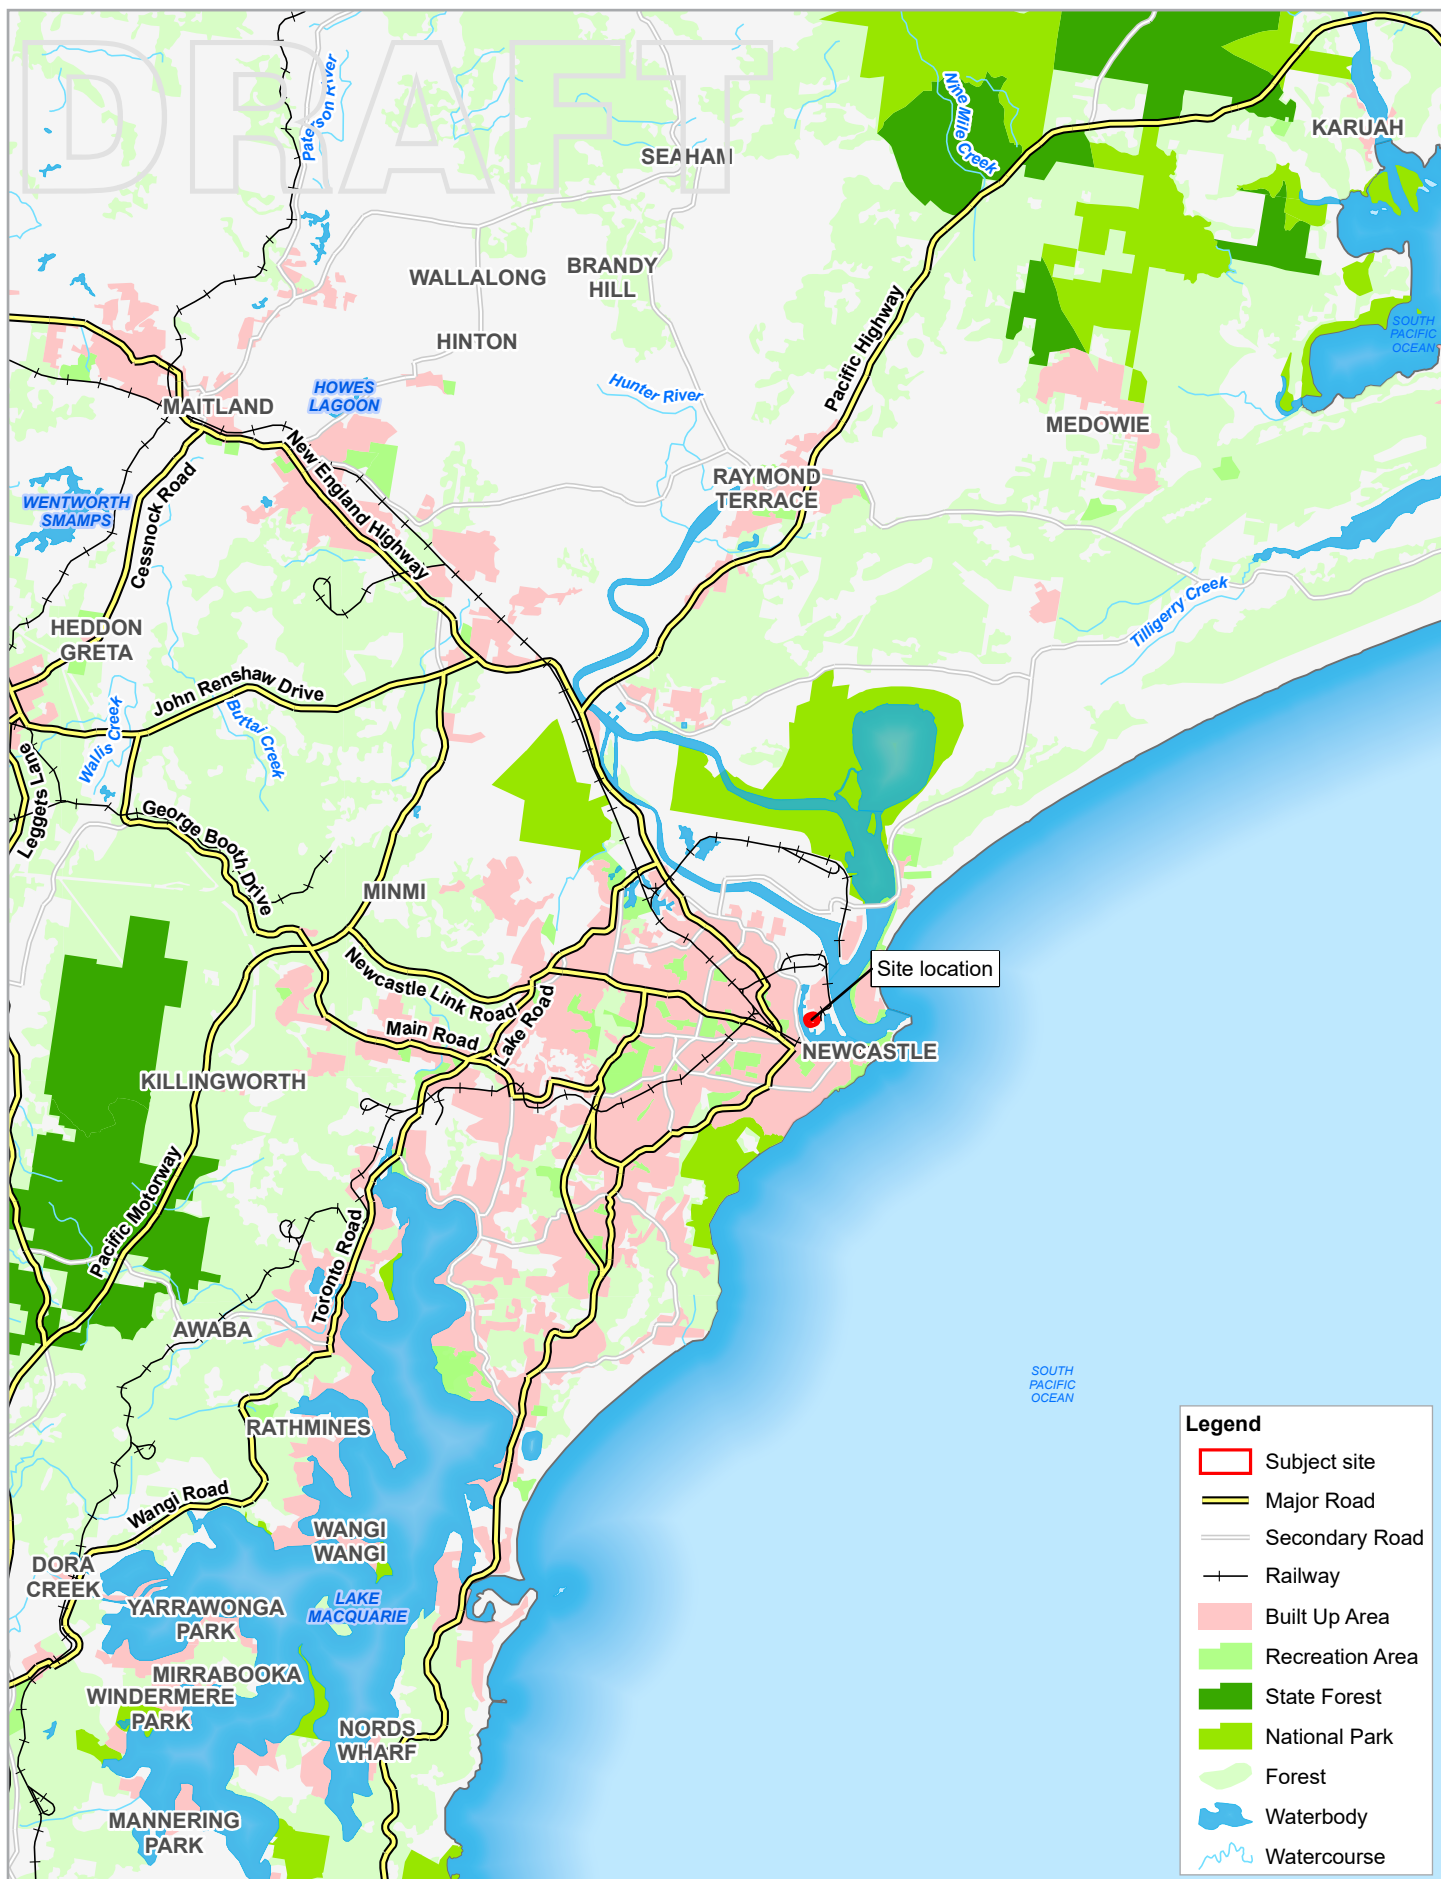 DRAFT
Paterson River
Nine Mile Creek
KARUAH
SEAHAM
WALLALONG
BRANDY
HILL
SOUTH
PACIFIC
OCEAN
HINTON
Pacific Highway
HOWES
LAGOON
Hunter River
MAITLAND
MEDOWIE
New England Highway
RAYMOND
TERRACE
WENTWORTH
SMAMPS
Cessnock Road
Tilligerry Creek
HEDDON
GRETA
John Renshaw Drive
Wallis Creek
Buttai Creek
Leggets Lane
George Booth Drive
MINMI
Newcastle Link Road
Site location
Lake Road
Main Road
NEWCASTLE
KILLINGWORTH
Pacific Motorway
Toronto Road
AWABA
SOUTH
PACIFIC
OCEAN
RATHMINES
Wangi Road
WANGI
WANGI
DORA
CREEK
LAKE
MACQUARIE
YARRAWONGA
PARK
MIRRABOOKA
WINDERMERE
PARK
NORDS
WHARF
MANNERING
PARK
Legend
Subject site
Major Road
Secondary Road
Railway
Built Up Area
Recreation Area
State Forest
National Park
Forest
Waterbody
Watercourse